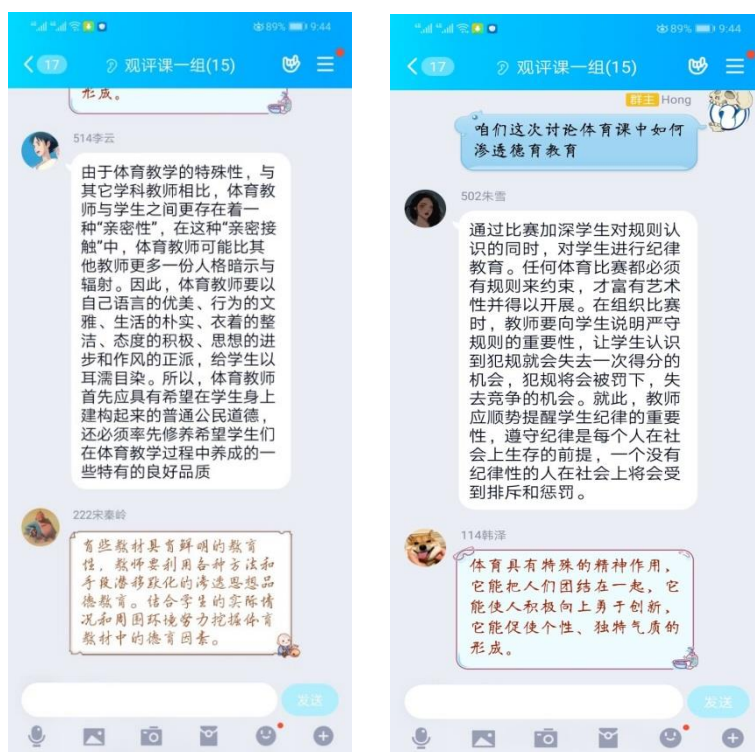 89% 9:44
17
观评课一组(15)
形成。
514李云
由于体育教学的特殊性，与
其它学科教师相比，体育教
师与学生之间更存在着一
种“亲密性”，在这种“亲密接
触”中，体育教师可能比其
他教师更多一份人格暗示与
辐射。因此，体育教师要以
自己语言的优美、行为的文
雅、生活的朴实、衣着的整
洁、态度的积极、思想的进
步和作风的正派，给学生以
耳濡目染。所以，体育教师
首先应具有希望在学生身上
建构起来的普通公民道德，
还必须率先修养希望学生们
在体育教学过程中养成的一
些特有的良好品质
222宋秦岭
有些教材具有鲜明的教育
性，教师要利用各种方法和
手段潜移默化的渗透思想品
德教育。结合学生的实际情
况和周围环境努力挖掘体育
教材中的德育因素。
发送
89% 9:44
17
观评课一组(15)
群主 Hong
咱们这次讨论体育课中如何
渗透德育教育
502朱雪
通过比赛加深学生对规则认
识的同时，对学生进行纪律
教育。任何体育比赛都必须
有规则来约束，才富有艺术
性并得以开展。在组织比赛
时，教师要向学生说明严守
规则的重要性，让学生认识
到犯规就会失去一次得分的
机会，犯规将会被罚下，失
去竞争的机会。就此，教师
应顺势提醒学生纪律的重要
性，遵守纪律是每个人在社
会上生存的前提，一个没有
纪律性的人在社会上将会受
到排斥和惩罚。
114韩泽
体育具有特殊的精神作用，
它能把人们团结在一起，它
能使人积极向上勇于创新，
它能促使个性、独特气质的
形成。
发送